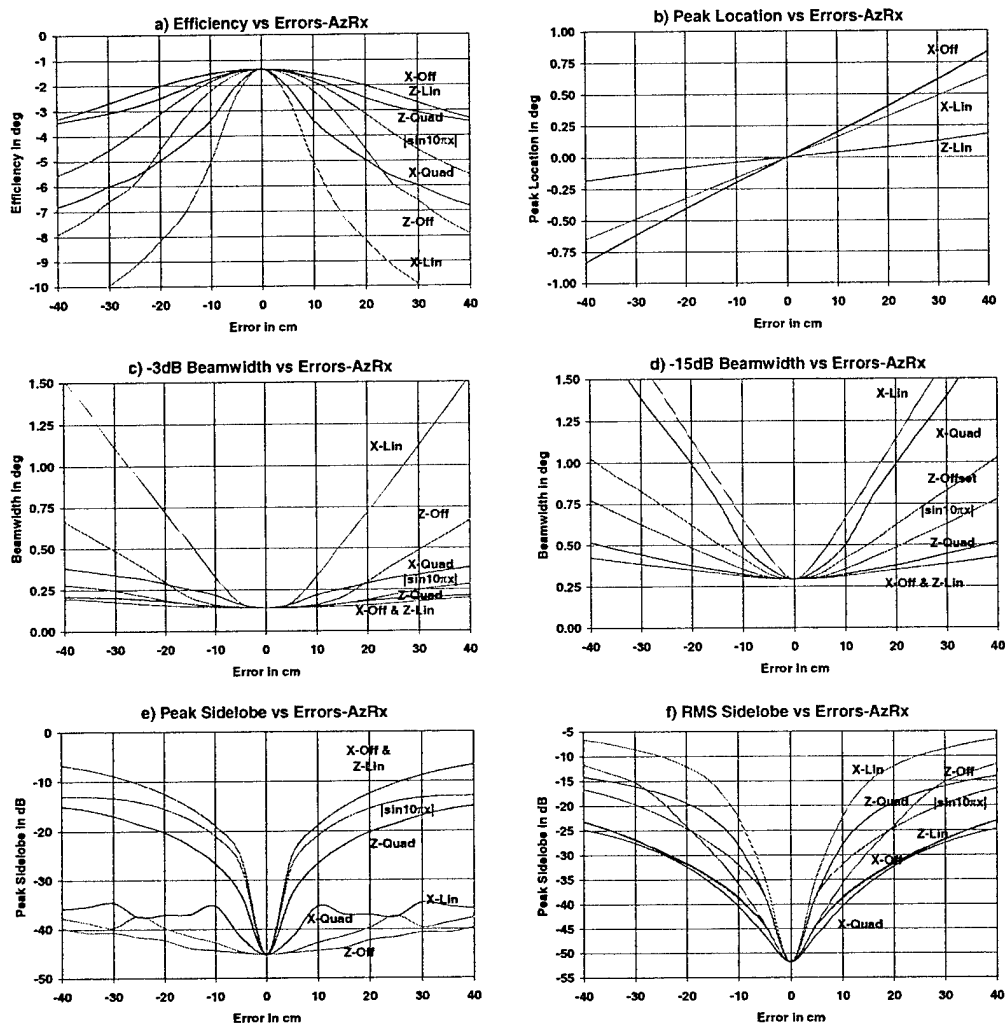 a) Efficiency vs Errors-AzRx
Efficiency in deg
0
-1
-2
-3
-4
-5
-6
-7
-8
-9
-10
X-Off
Z-Lin
Z-Quad
|sin10πx|
X-Quad
Z-Off
X-Lin
-40 -30 -20 -10 0 10 20 30 40
Error in cm
b) Peak Location vs Errors-AzRx
Peak Location in deg
1.00
0.75
0.50
0.25
0.00
-0.25
-0.50
-0.75
-1.00
X-Off
X-Lin
Z-Lin
-40 -30 -20 -10 0 10 20 30 40
Error in cm
c) -3dB Beamwidth vs Errors-AzRx
Beamwidth in deg
1.50
1.25
1.00
0.75
0.50
0.25
0.00
X-Lin
Z-Off
X-Quad
|sin10πx|
Z-Quad
X-Off & Z-Lin
-40 -30 -20 -10 0 10 20 30 40
Error in cm
d) -15dB Beamwidth vs Errors-AzRx
Beamwidth in deg
1.50
1.25
1.00
0.75
0.50
0.25
0.00
X-Lin
X-Quad
Z-Offset
|sin10πx|
Z-Quad
X-Off & Z-Lin
-40 -30 -20 -10 0 10 20 30 40
Error in cm
e) Peak Sidelobe vs Errors-AzRx
Peak Sidelobe in dB
0
-10
-20
-30
-40
-50
X-Off &
Z-Lin
|sin10πx|
Z-Quad
X-Lin
X-Quad
Z-Off
-40 -30 -20 -10 0 10 20 30 40
Error in cm
f) RMS Sidelobe vs Errors-AzRx
Peak Sidelobe in dB
-5
-10
-15
-20
-25
-30
-35
-40
-45
-50
-55
X-Lin
Z-Off
Z-Quad
|sin10πx|
Z-Lin
X-Off
X-Quad
-40 -30 -20 -10 0 10 20 30 40
Error in cm